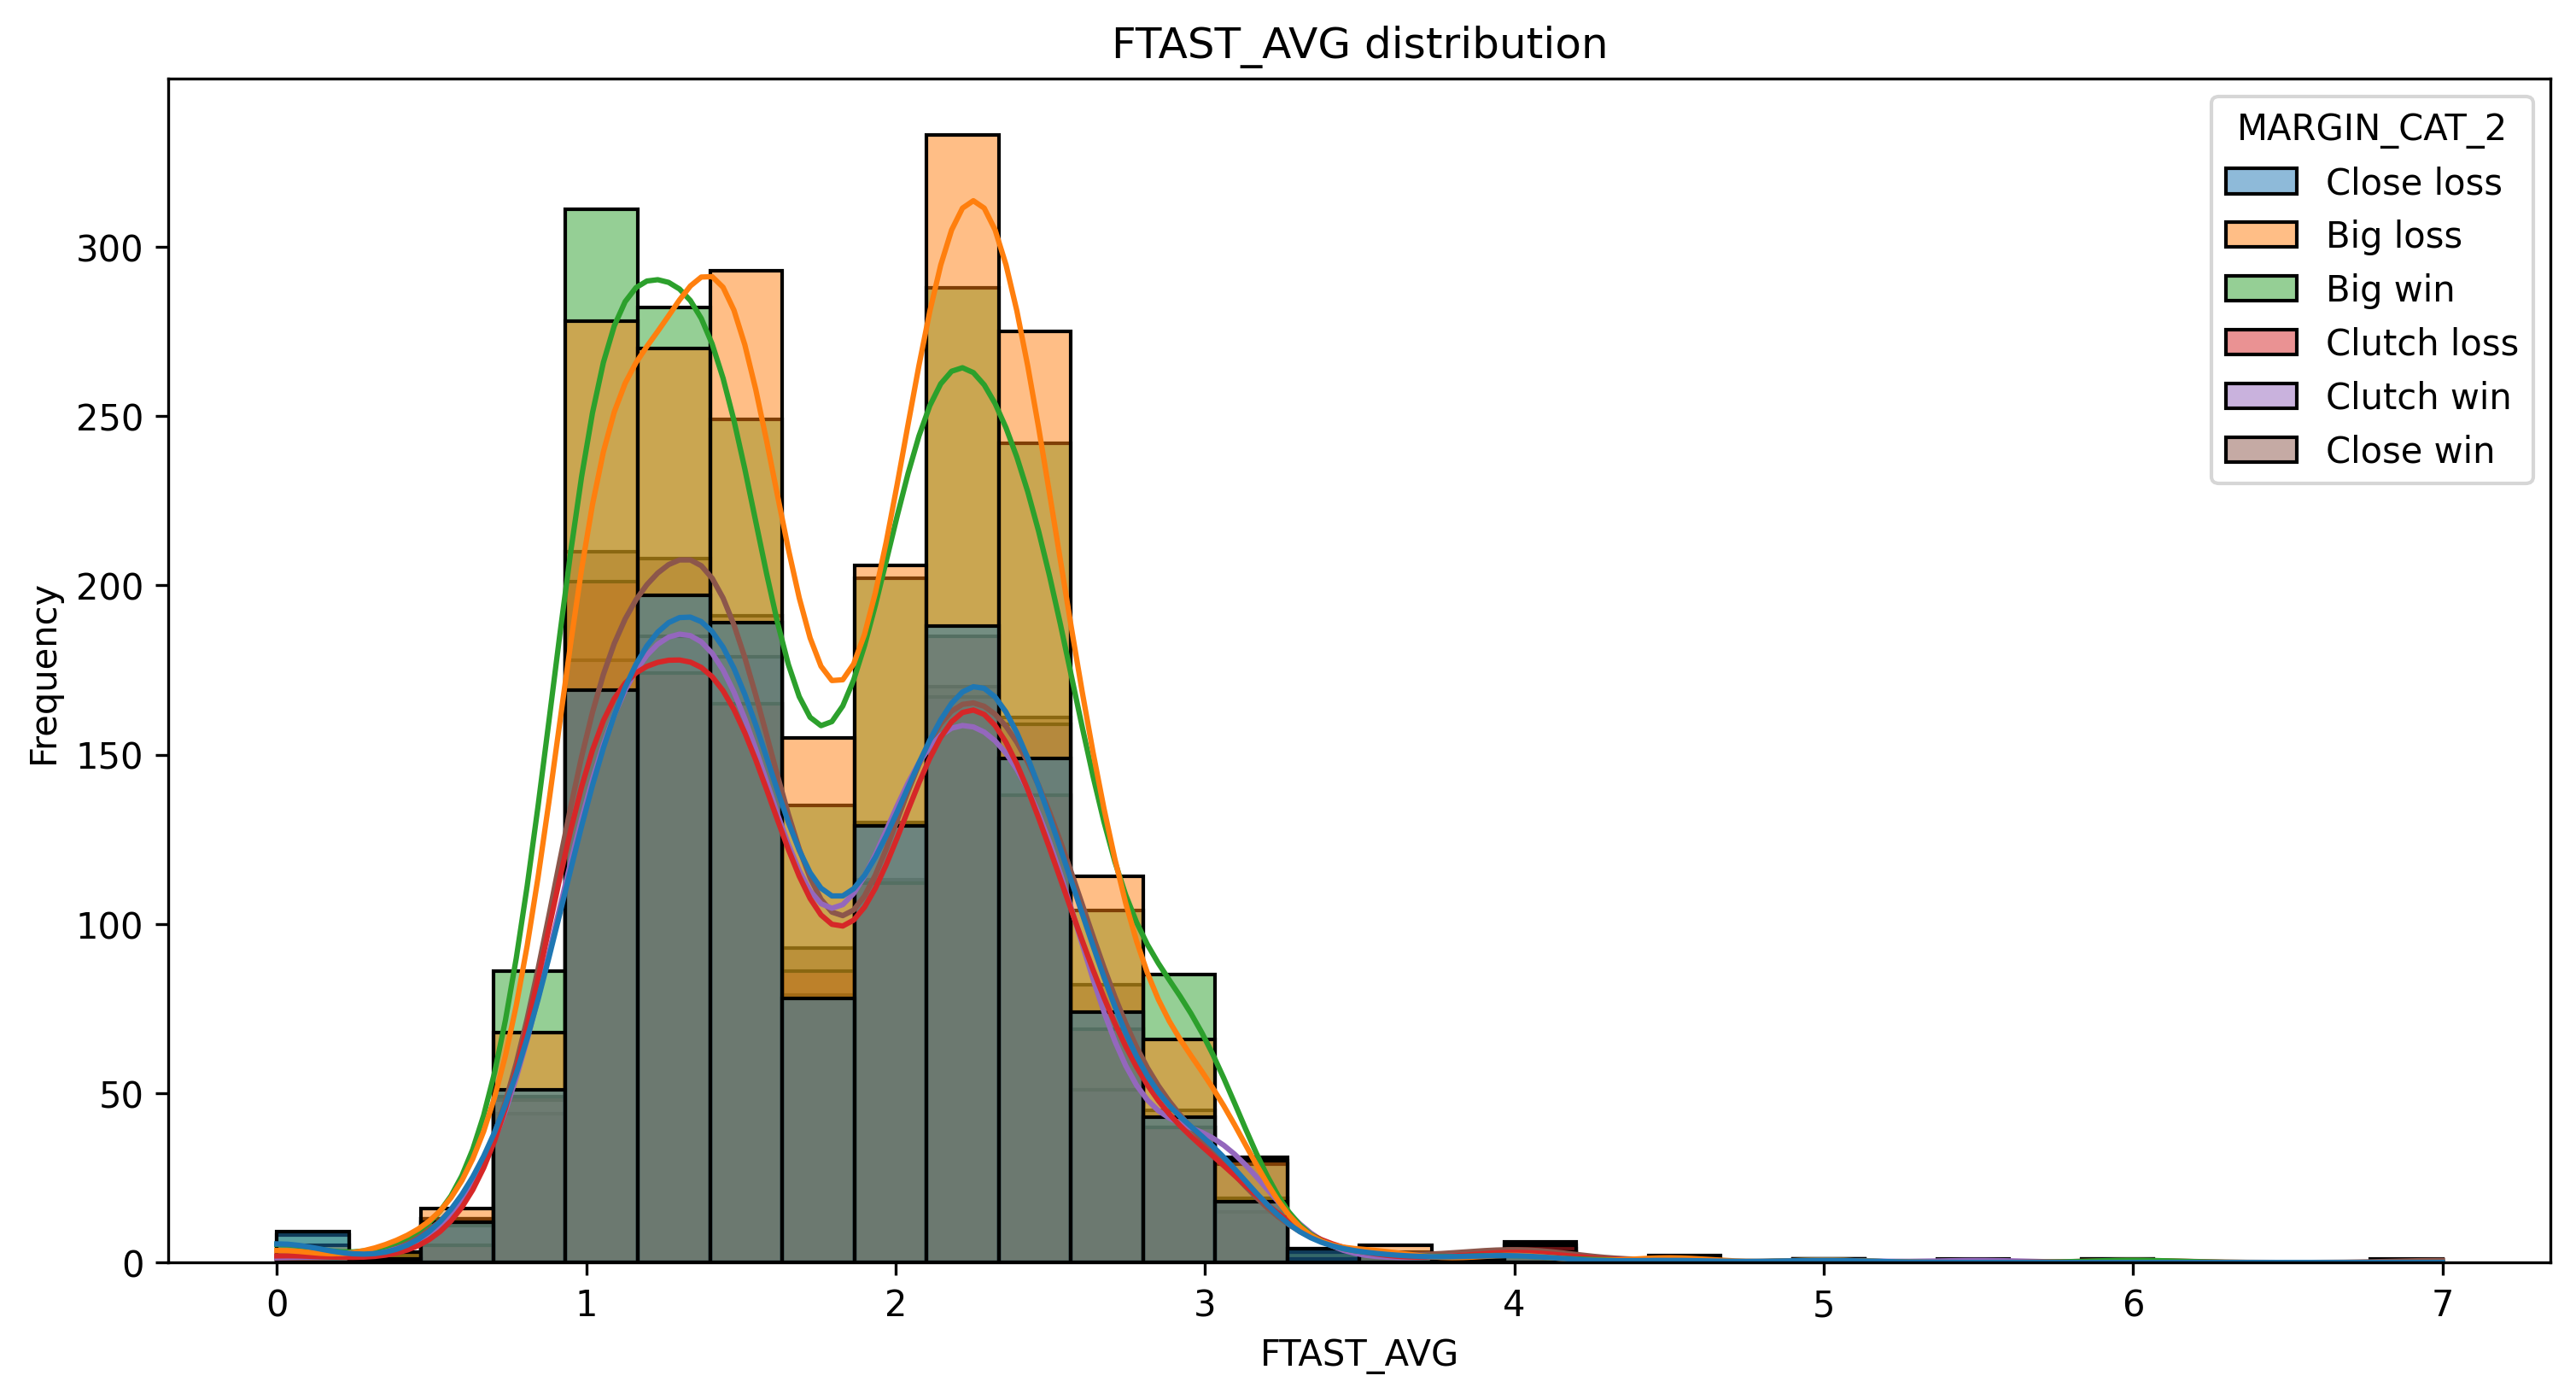 FTAST_AVG distribution
MARGIN_CAT_2
Close loss
Big loss
Big win
Clutch loss
Clutch win
Close win
Frequency
300
250
200
150
100
50
0
0 1 2 3 4 5 6 7
FTAST_AVG